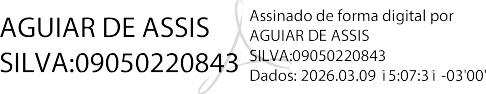 AGUIAR DE ASSIS
SILVA:09050220843
Assinado de forma digital por
AGUIAR DE ASSIS
SILVA:09050220843
Dados: 2026.03.09 15:07:31 -03'00'